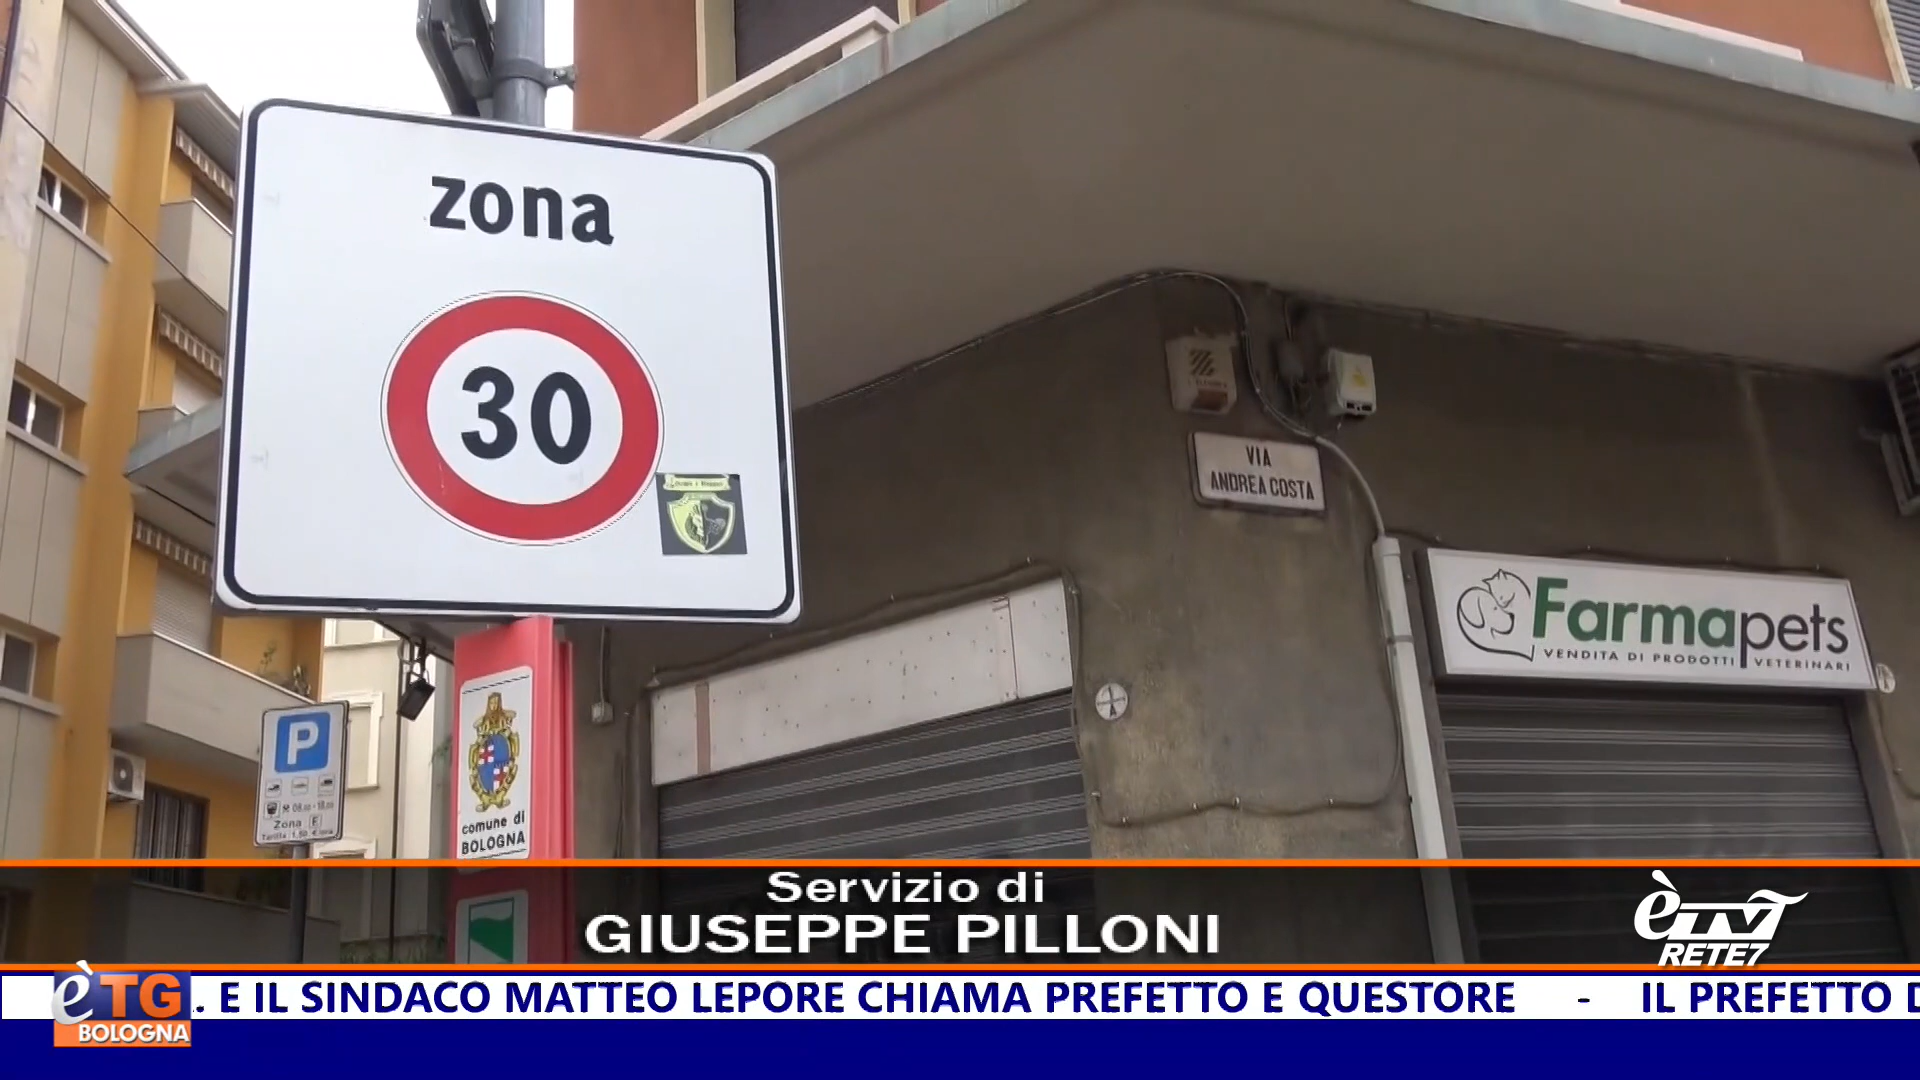 zona
30
VIA
ANDREA COSTA
Farmapets
VENDITA DI PRODOTTI VETERINARI
P
Zona E
comune di
BOLOGNA
Servizio di
GIUSEPPE PILLONI
è TV
RETE7
. E IL SINDACO MATTEO LEPORE CHIAMA PREFETTO E QUESTORE - IL PREFETTO D
èTG
BOLOGNA